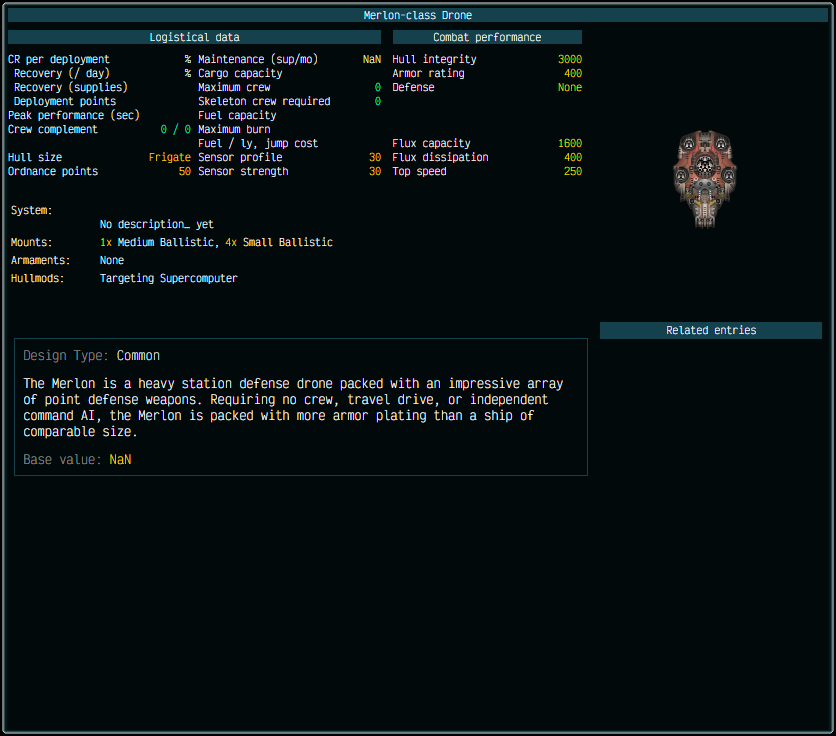 Merlon-class Drone
Logistical data
Combat performance
CR per deployment % Maintenance (sup/mo) NaN Hull integrity 3000
Recovery (/ day) % Cargo capacity Armor rating 400
Recovery (supplies) Maximum crew 0 Defense None
Deployment points Skeleton crew required 0
Peak performance (sec) Fuel capacity
Crew complement 0 / 0 Maximum burn
Fuel / ly, jump cost Flux capacity 1600
Hull size Frigate Sensor profile 30 Flux dissipation 400
Ordnance points 50 Sensor strength 30 Top speed 250
System:
No description… yet
Mounts: 1x Medium Ballistic, 4x Small Ballistic
Armaments: None
Hullmods: Targeting Supercomputer
Related entries
Design Type: Common
The Merlon is a heavy station defense drone packed with an impressive array
of point defense weapons. Requiring no crew, travel drive, or independent
command AI, the Merlon is packed with more armor plating than a ship of
comparable size.
Base value: NaN